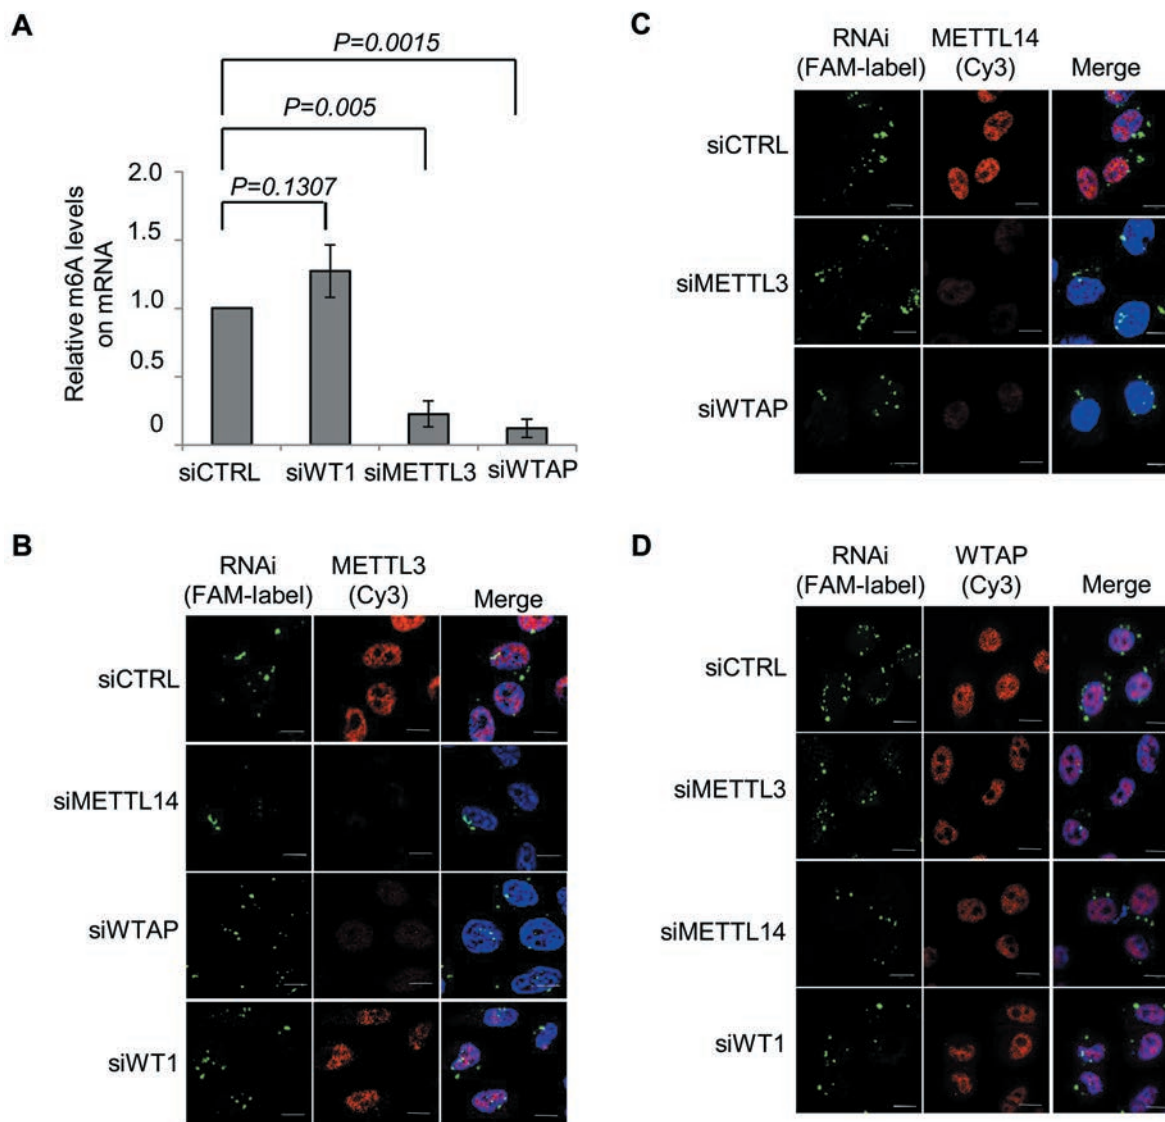 A
P=0.0015
P=0.005
P=0.1307
Relative m6A levels
on mRNA
2.0
1.5
1.0
0.5
0
siCTRL siWT1 siMETTL3 siWTAP
B
RNAi
(FAM-label)
METTL3
(Cy3)
Merge
siCTRL
siMETTL14
siWTAP
siWT1
C
RNAi
(FAM-label)
METTL14
(Cy3)
Merge
siCTRL
siMETTL3
siWTAP
D
RNAi
(FAM-label)
WTAP
(Cy3)
Merge
siCTRL
siMETTL3
siMETTL14
siWT1